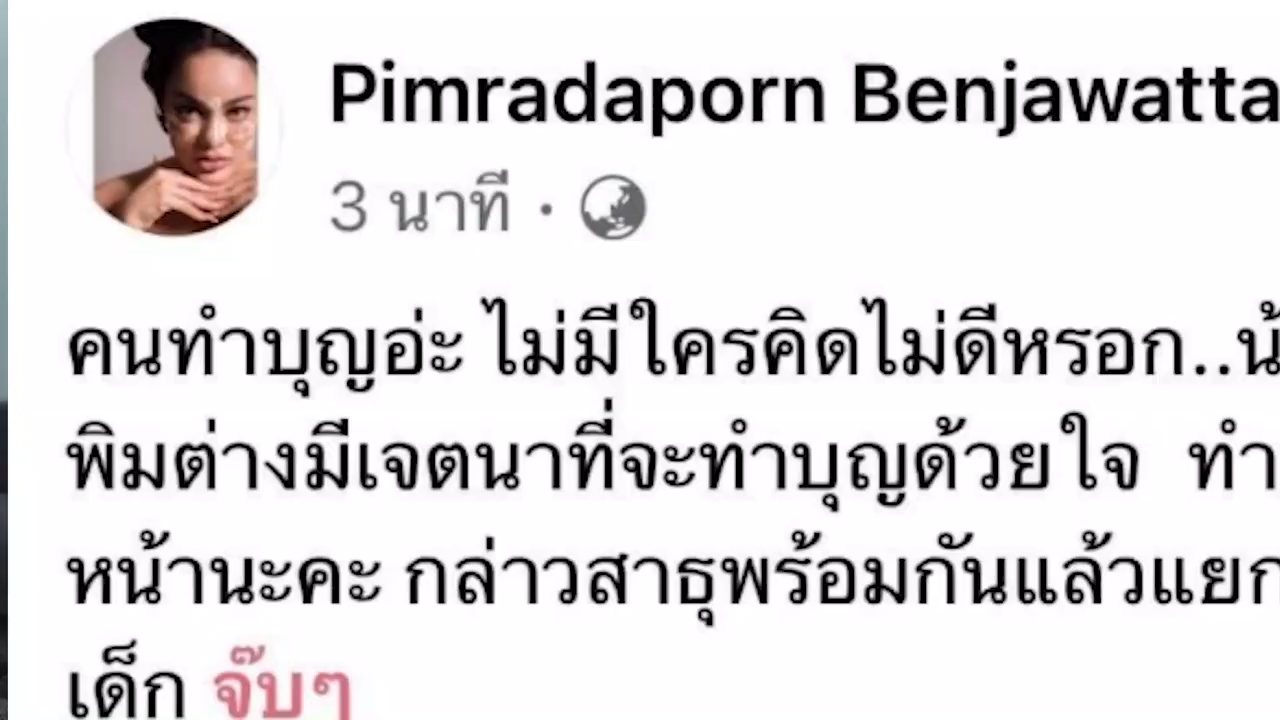 Pimradaporn Benjawatta
3 นาที ·
คนทำบุญอ่ะ ไม่มีใครคิดไม่ดีหรอก..น้
พิมต่างมีเจตนาที่จะทำบุญด้วยใจ ทำ
หน้านะคะ กล่าวสาธุพร้อมกันแล้วแยก
เด็ก จุ๊บๆ